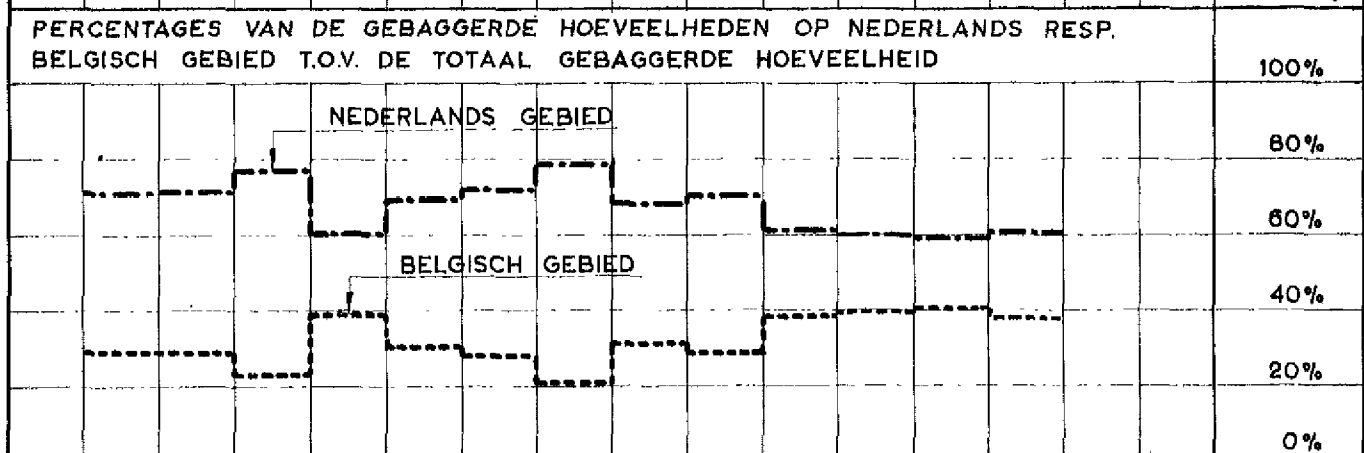 PERCENTAGES VAN DE GEBAGGERDE HOEVEELHEDEN OP NEDERLANDS RESP.
BELGISCH GEBIED T.O.V. DE TOTAAL GEBAGGERDE HOEVEELHEID
100%
NEDERLANDS GEBIED
80%
60%
BELGISCH GEBIED
40%
20%
0%